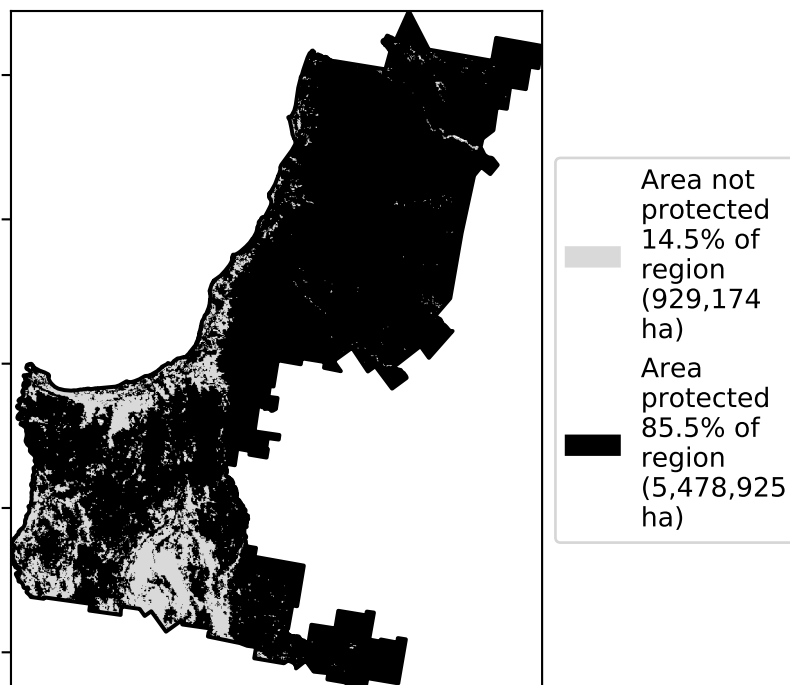 Area not
protected
14.5% of
region
(929,174
ha)
Area
protected
85.5% of
region
(5,478,925
ha)